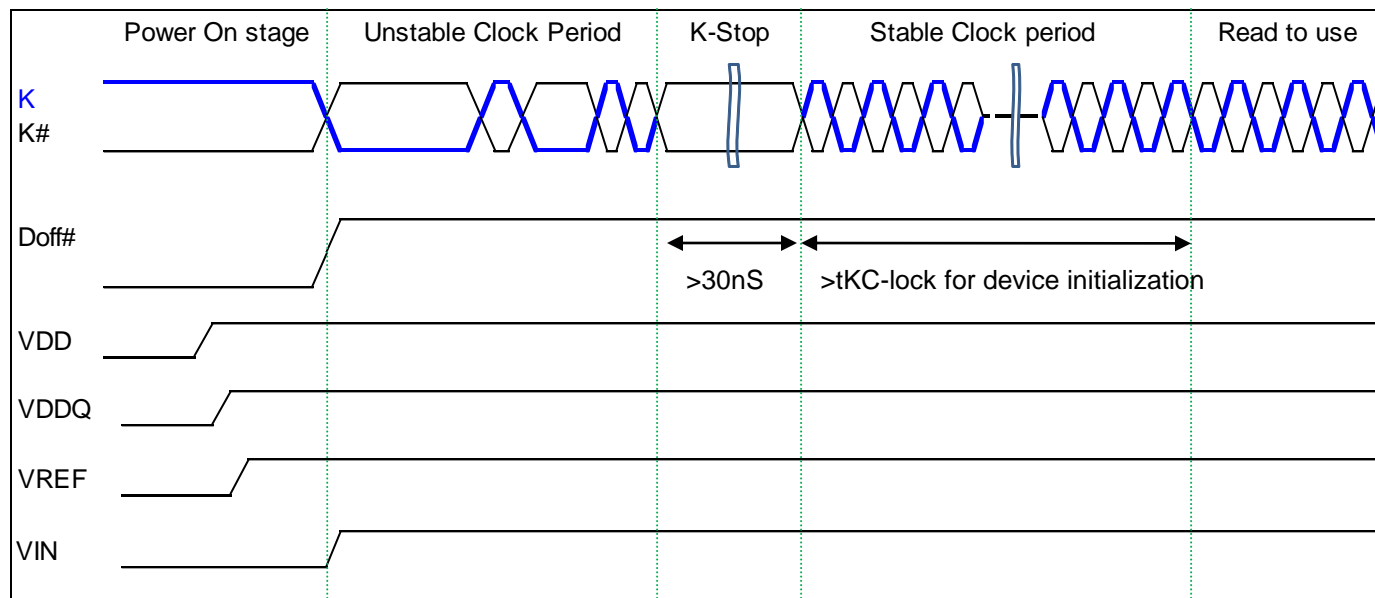 Power On stage
Unstable Clock Period
K-Stop
Stable Clock period
Read to use
K
K#
Doff#
>30nS
>tKC-lock for device initialization
VDD
VDDQ
VREF
VIN